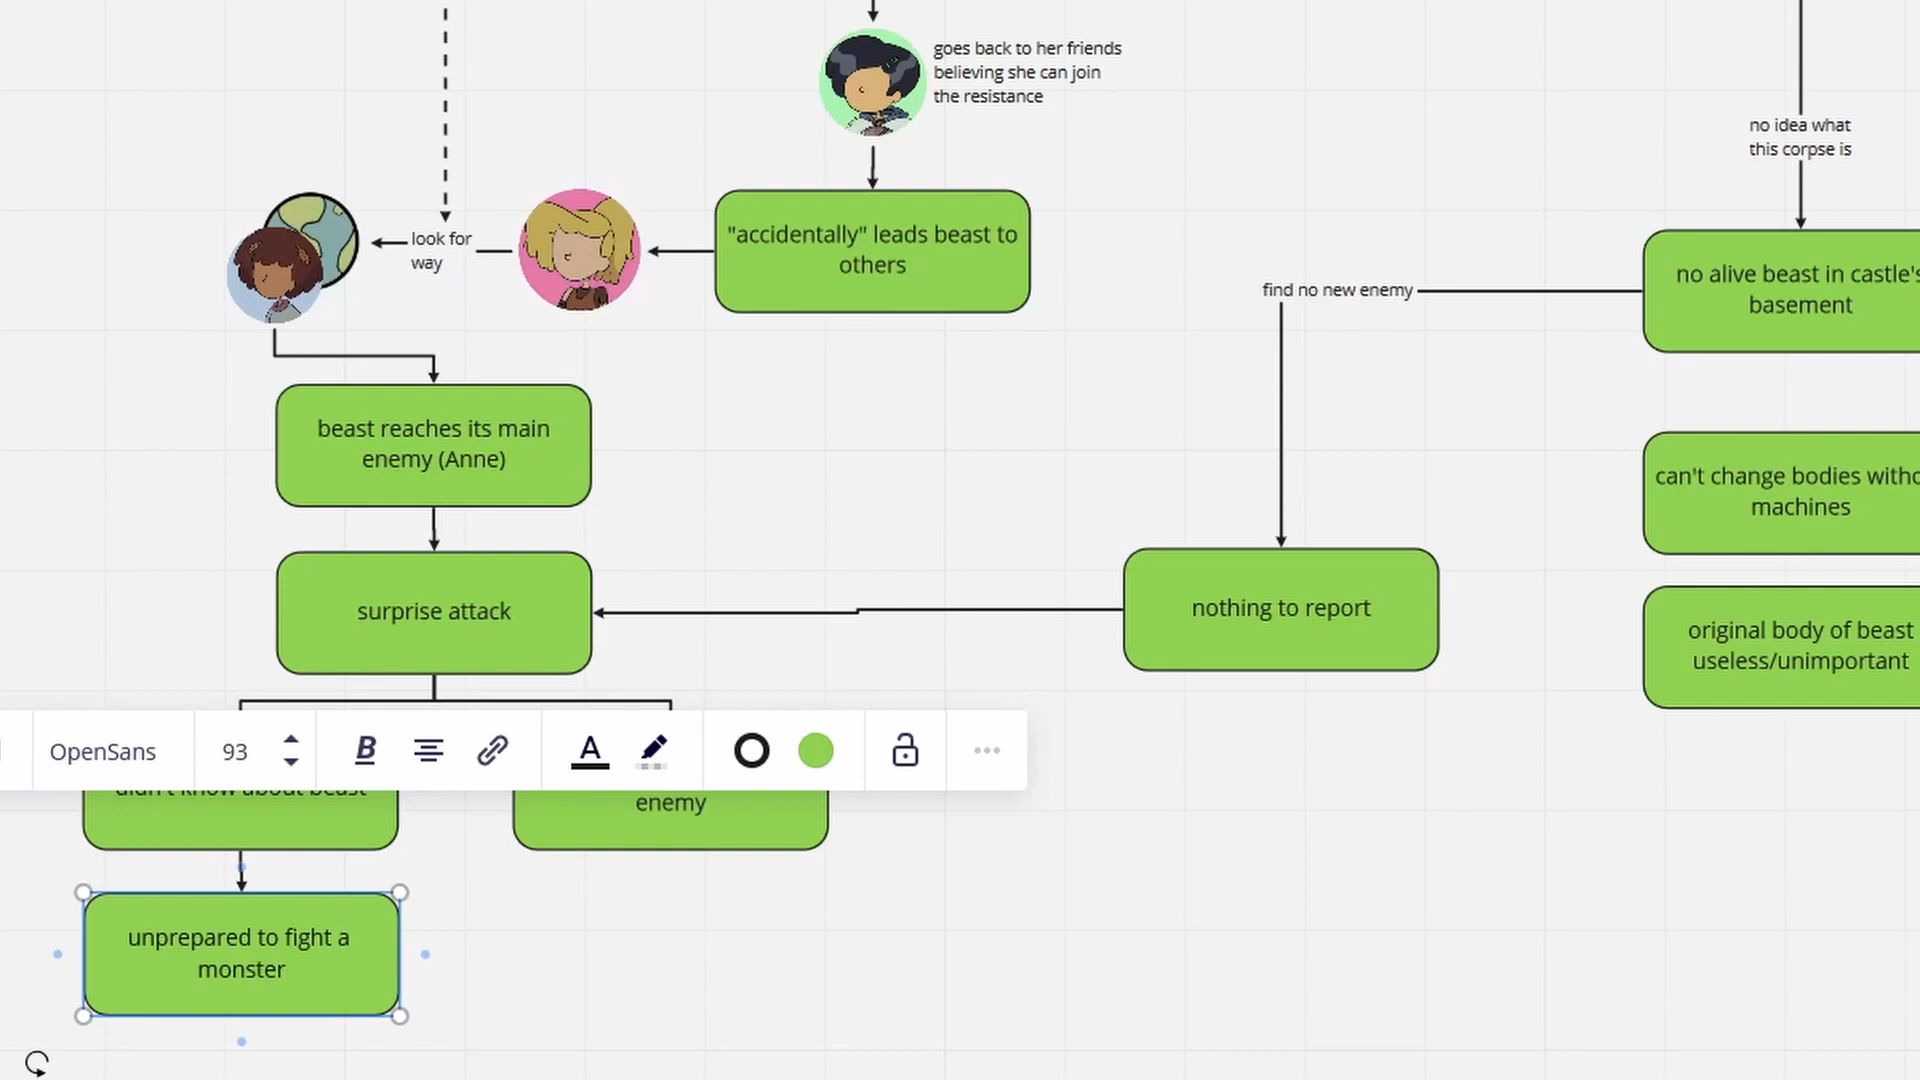 goes back to her friends
believing she can join
the resistance
no idea what
this corpse is
look for
way
"accidentally" leads beast to
others
no alive beast in castle's
basement
find no new enemy
beast reaches its main
enemy (Anne)
can't change bodies
machines
surprise attack
nothing to report
original body of beast
useless/unimportant
OpenSans
93
B
A
didn't know about beast
enemy
unprepared to fight a
monster